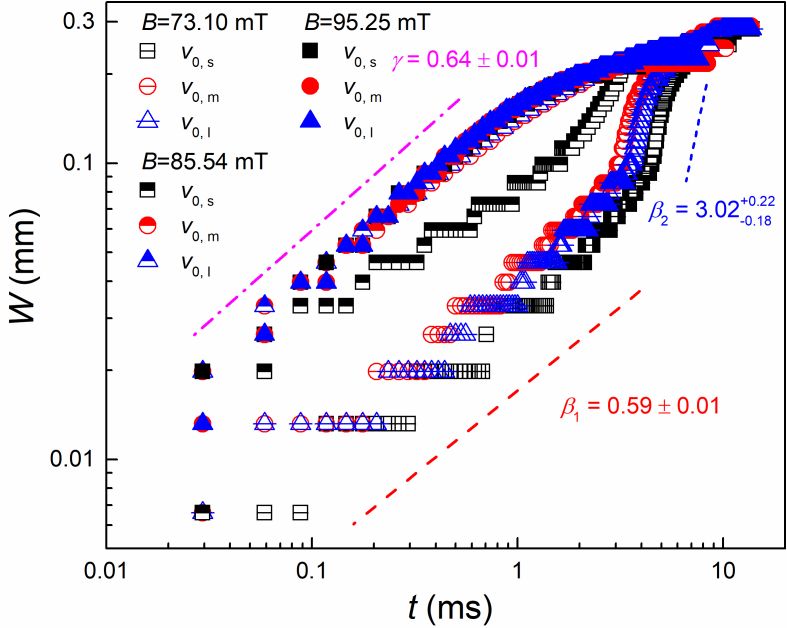 B=73.10 mT
v0, s
v0, m
v0, l
B=85.54 mT
v0, s
v0, m
v0, l
B=95.25 mT
v0, s
v0, m
v0, l
γ = 0.64 ± 0.01
β2 = 3.02+0.22-0.18
β1 = 0.59 ± 0.01
0.3
0.1
0.01
W (mm)
0.01
0.1
1
10
t (ms)